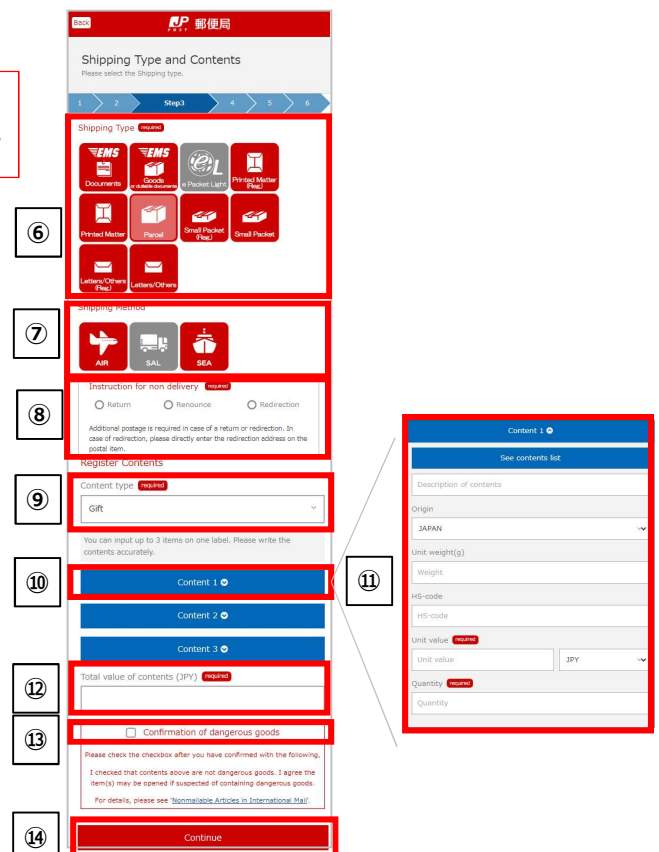 Back
JP
POST
郵便局
Shipping Type and Contents
Please select the Shipping type.
1
2
Step3
4
5
6
⑥
Shipping Type required
EMS
Documents
EMS
Goods
or dutiable documents
e L
e Packet Light
Printed Matter
(Reg.)
Printed Matter
Parcel
Small Packet
(Reg.)
Small Packet
Letters/Others
(Reg.)
Letters/Others
⑦
Shipping Method
AIR
SAL
SEA
⑧
Instruction for non delivery required
Return
Renounce
Redirection
Additional postage is required in case of a return or redirection. In
case of redirection, please directly enter the redirection address on the
postal item.
Register Contents
⑨
Content type required
Gift
You can input up to 3 items on one label. Please write the
contents accurately.
⑩
Content 1
Content 2
Content 3
⑪
Content 1
See contents list
Description of contents
Origin
JAPAN
Unit weight(g)
Weight
HS-code
HS-code
Unit value required
Unit value
JPY
Quantity required
Quantity
⑫
Total value of contents (JPY) required
⑬
Confirmation of dangerous goods
Please check the checkbox after you have confirmed with the following,
I checked that contents above are not dangerous goods. I agree the
item(s) may be opened if suspected of containing dangerous goods.
For details, please see 'Nonmailable Articles in International Mail'.
⑭
Continue